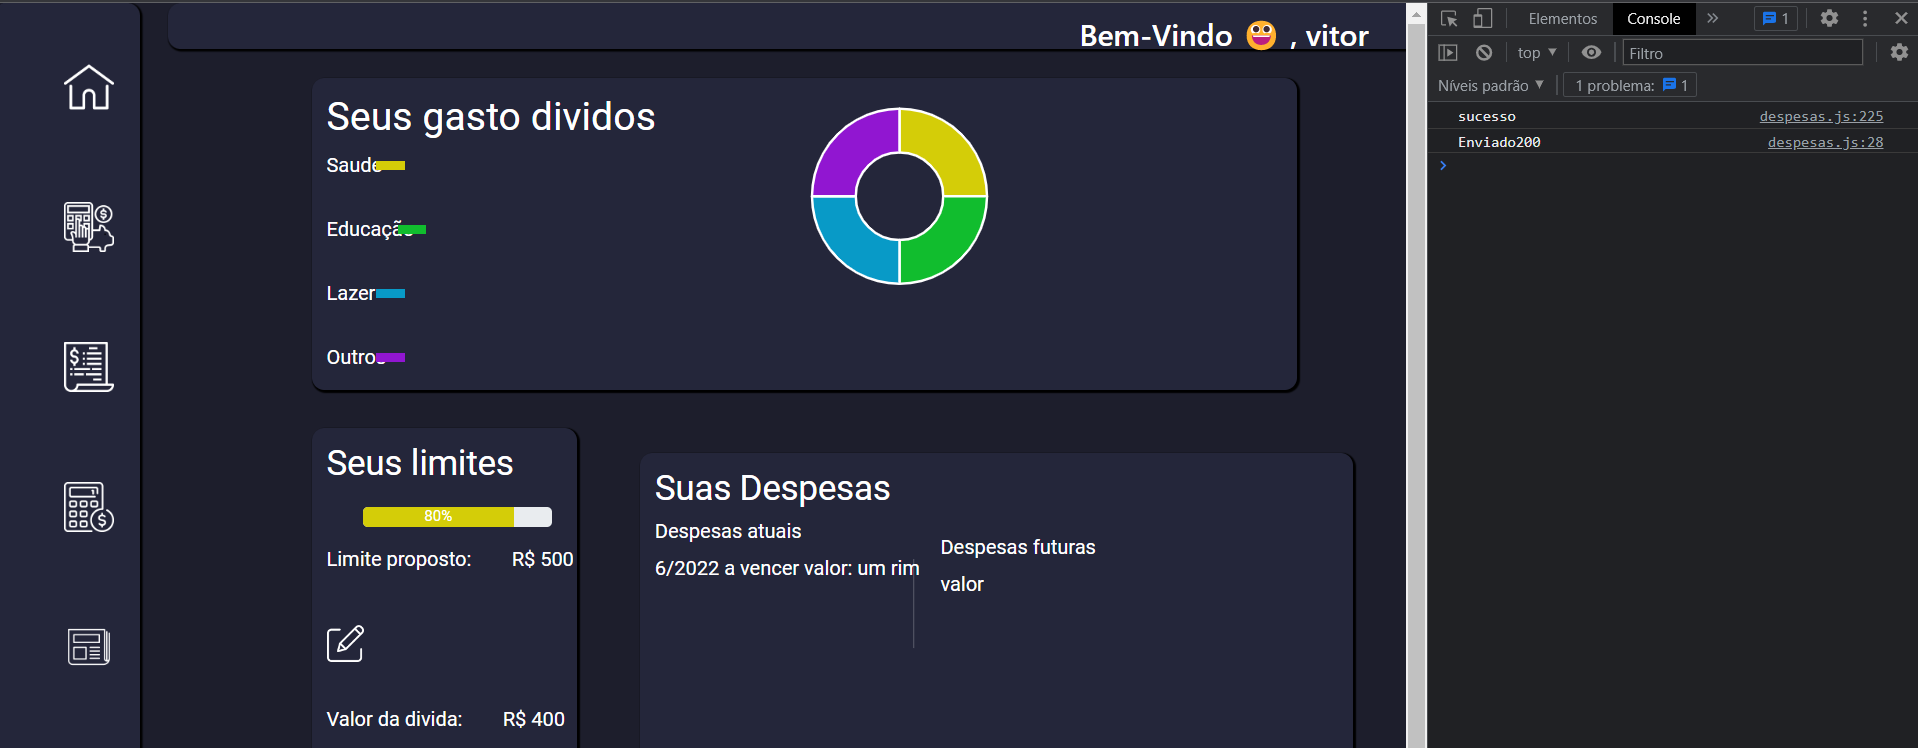 Bem-Vindo 😃 , vitor
Seus gasto divididos
Saude
Educação
Lazer
Outros
Seus limites
80%
Limite proposto: R$ 500
Valor da divida: R$ 400
Suas Despesas
Despesas atuais
6/2022 a vencer valor: um rim
Despesas futuras
valor
Elementos Console 1
top Filtro
Níveis padrão 1 problema: 1
sucesso despesas.js:225
Enviado200 despesas.js:28